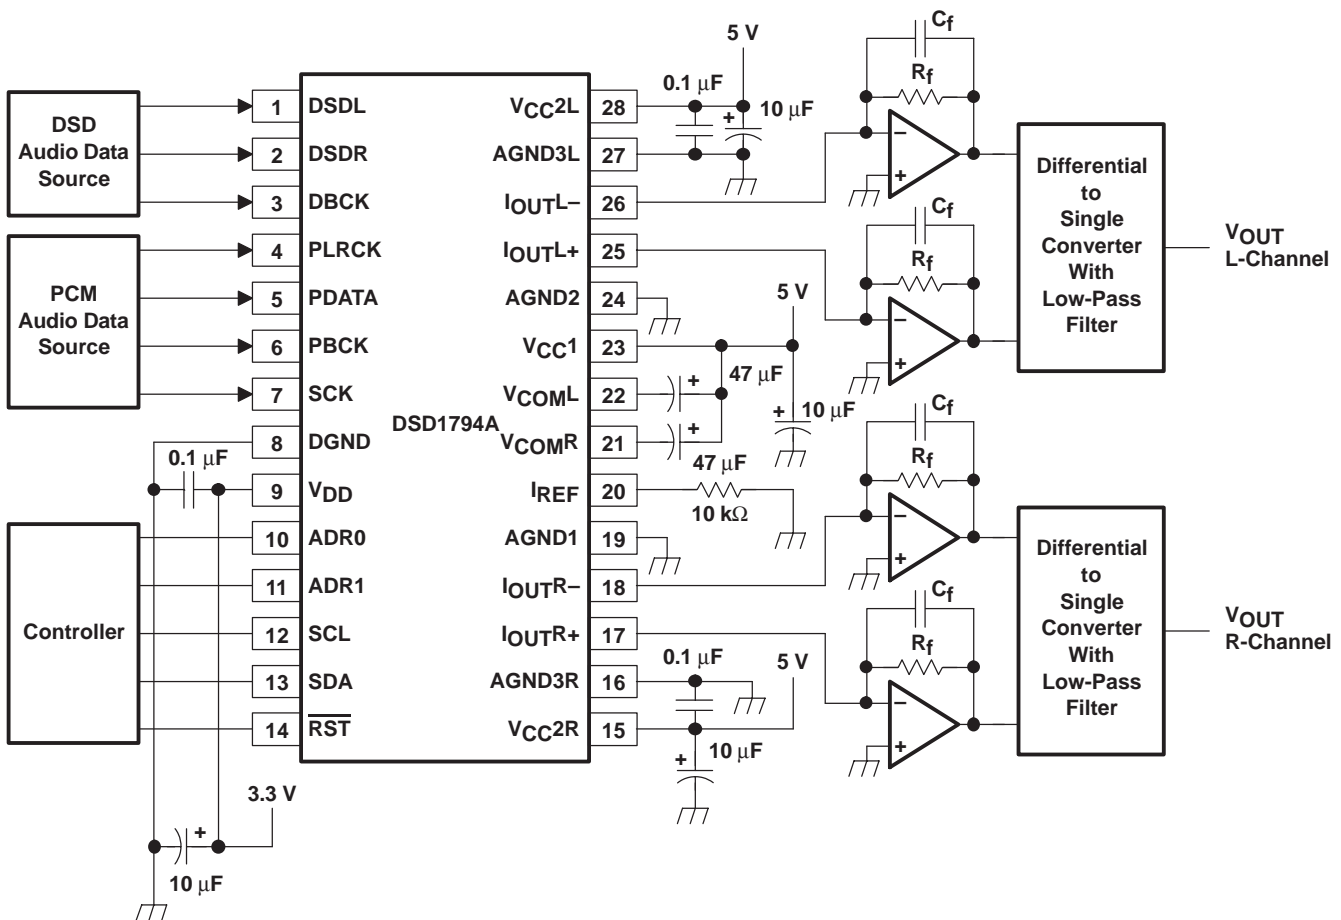 DSD
Audio Data
Source
PCM
Audio Data
Source
Controller
1 DSDL
2 DSDR
3 DBCK
4 PLRCK
5 PDATA
6 PBCK
7 SCK
8 DGND
9 VDD
10 ADR0
11 ADR1
12 SCL
13 SDA
14 RST
0.1 μF
3.3 V
+
10 μF
DSD1794A
VCC2L 28
AGND3L 27
IOUTL– 26
IOUTL+ 25
AGND2 24
VCC1 23
VCOML 22
VCOMR 21
IREF 20
AGND1 19
IOUTR– 18
IOUTR+ 17
AGND3R 16
VCC2R 15
5 V
0.1 μF
+ 10 μF
5 V
47 μF
+
+
+ 10 μF
47 μF
10 kΩ
0.1 μF
5 V
10 μF
+
Cf
Rf
–
+
Cf
Rf
–
+
Cf
Rf
–
+
Cf
Rf
–
+
Differential
to
Single
Converter
With
Low-Pass
Filter
VOUT
L-Channel
Differential
to
Single
Converter
With
Low-Pass
Filter
VOUT
R-Channel